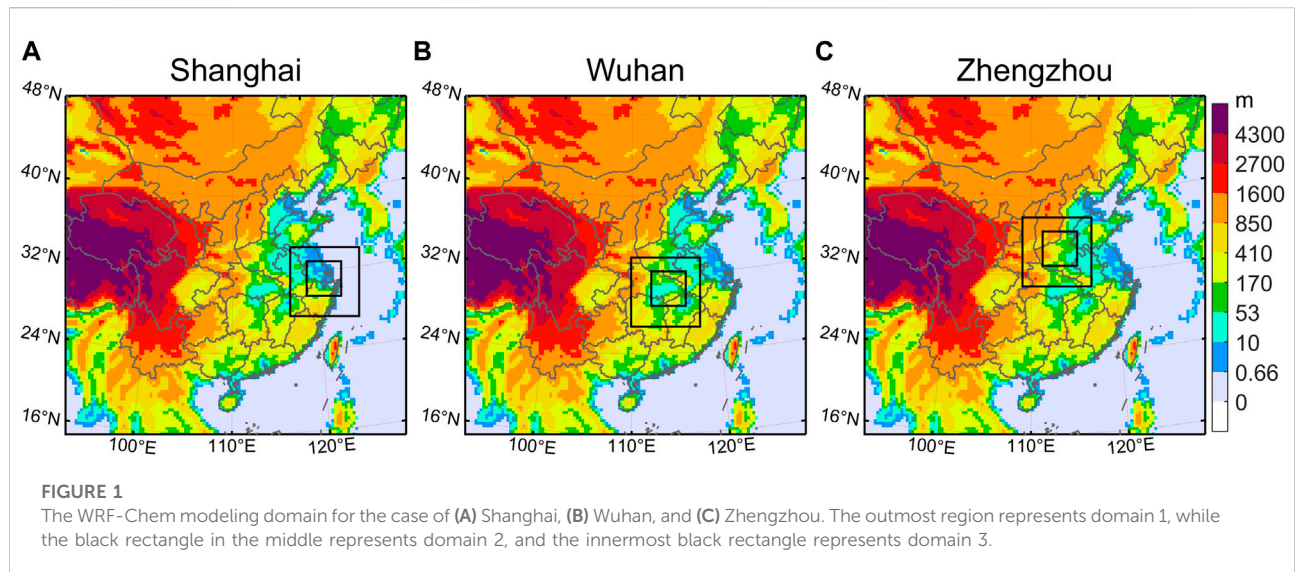 A
B
C
Shanghai
Wuhan
Zhengzhou
48°N
40°N
32°N
24°N
16°N
100°E
110°E
120°E
48°N
40°N
32°N
24°N
16°N
100°E
110°E
120°E
48°N
40°N
32°N
24°N
16°N
100°E
110°E
120°E
m
4300
2700
1600
850
410
170
53
10
0.66
0
FIGURE 1
The WRF-Chem modeling domain for the case of (A) Shanghai, (B) Wuhan, and (C) Zhengzhou. The outmost region represents domain 1, while
the black rectangle in the middle represents domain 2, and the innermost black rectangle represents domain 3.